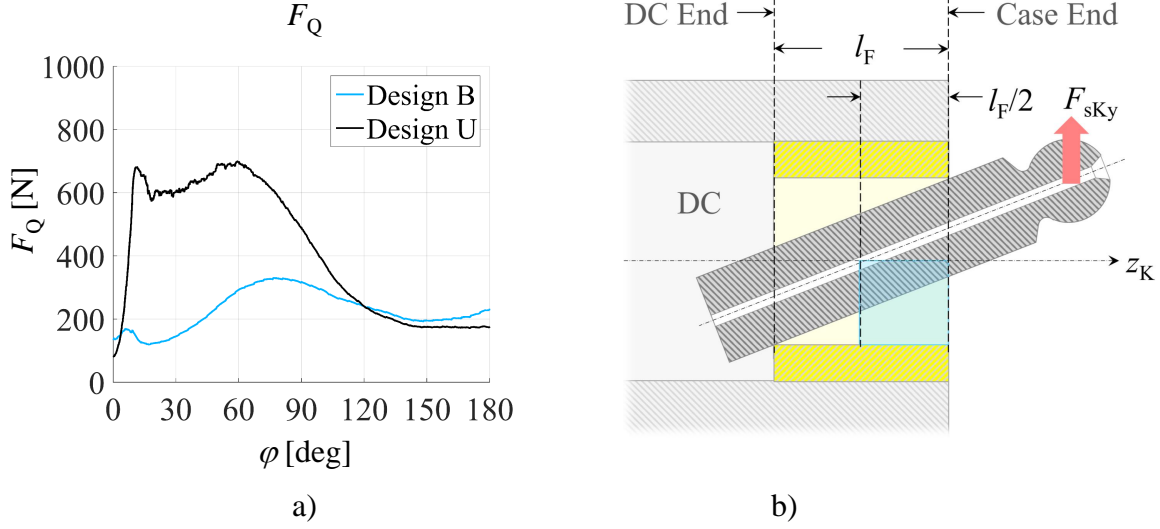 F_Q
1000
800
600
400
200
0
F_Q [N]
Design B
Design U
0 30 60 90 120 150 180
φ [deg]
a)
DC End
Case End
l_F
l_F/2
F_sKy
DC
z_K
b)